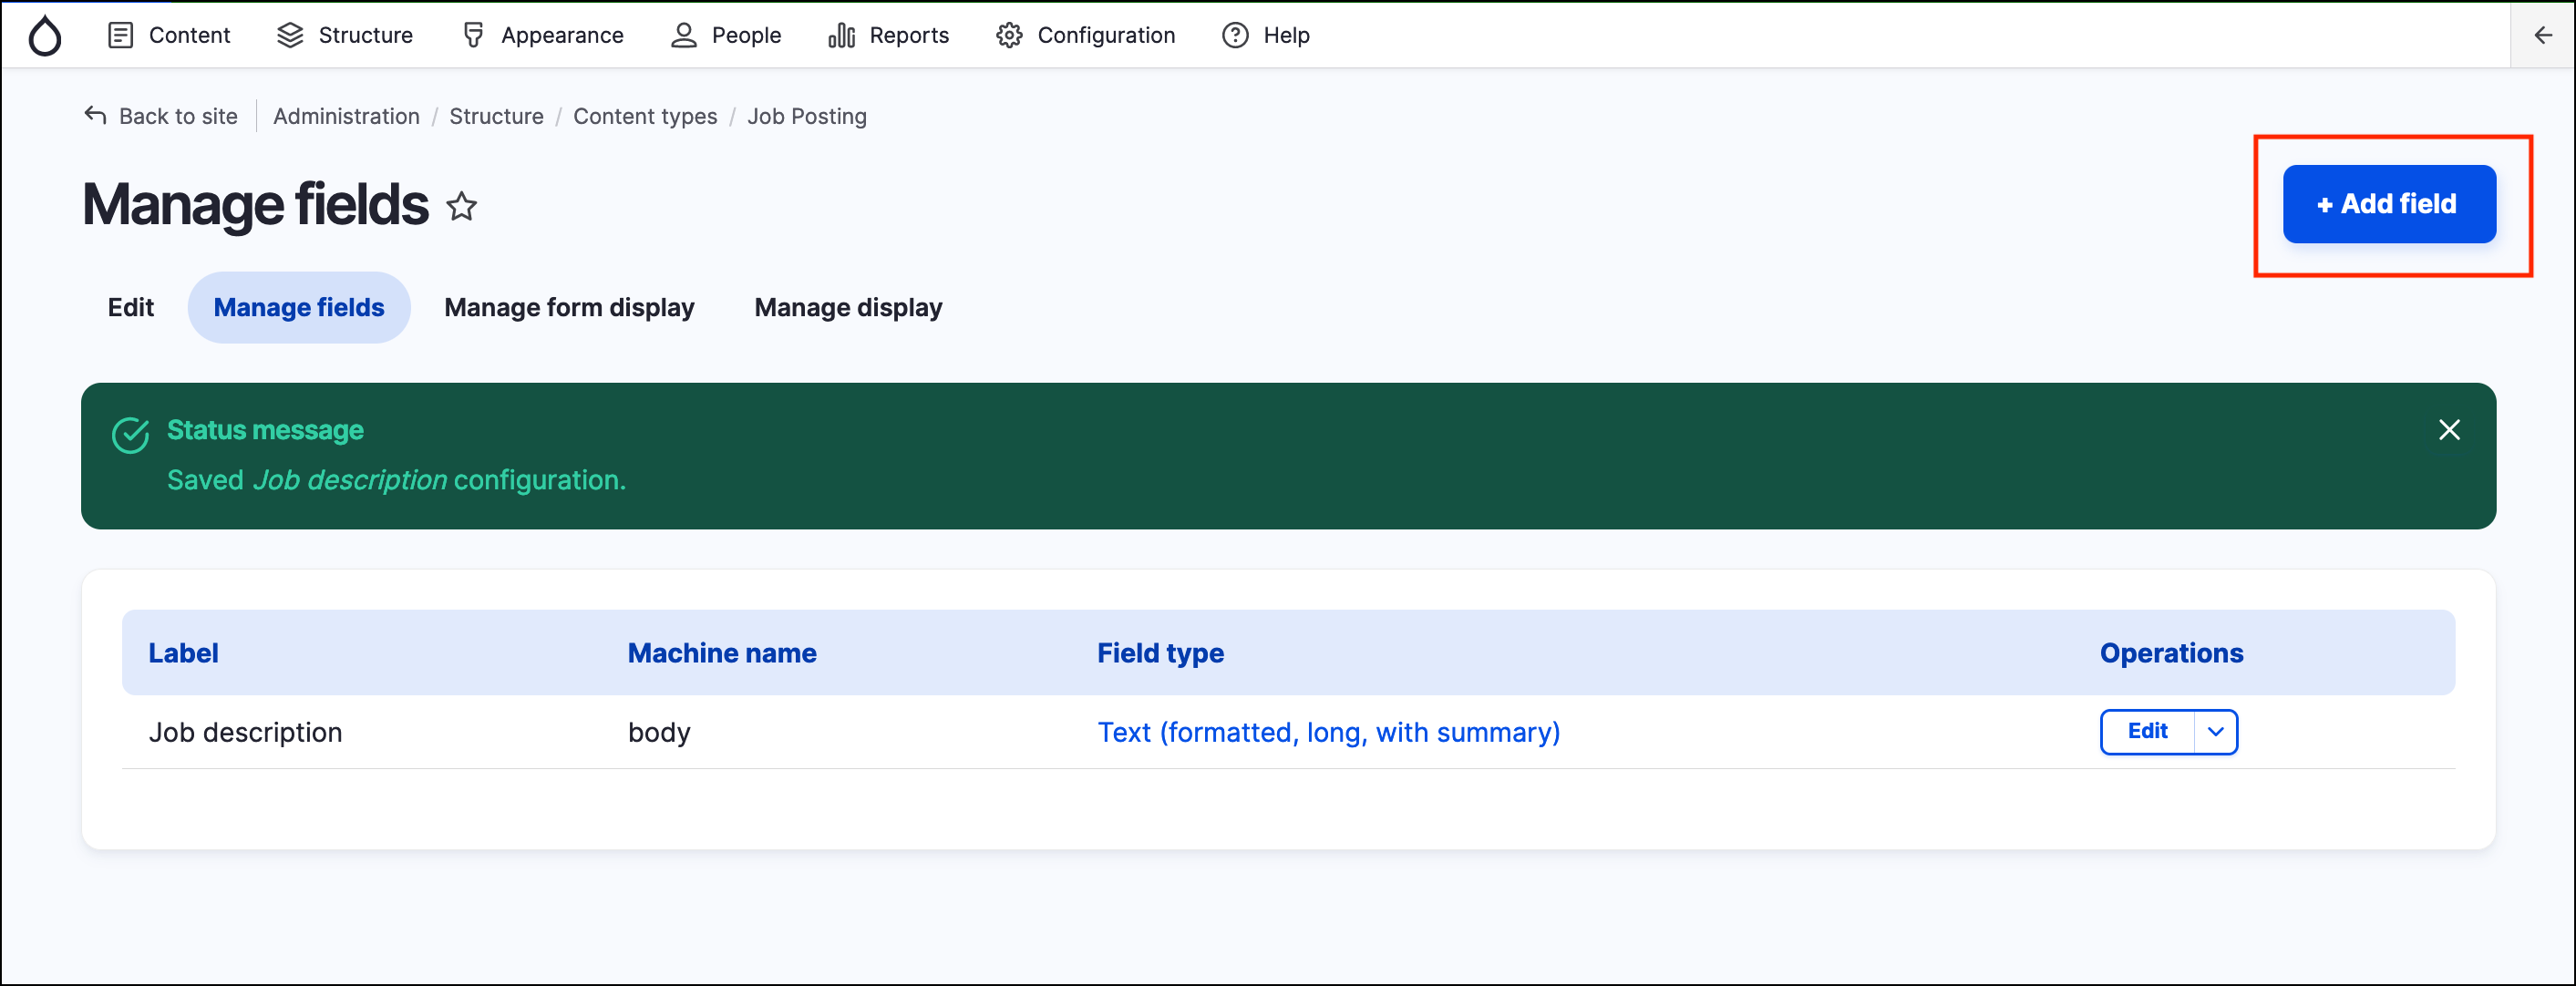 Content Structure Appearance People Reports Configuration Help
Back to site Administration / Structure / Content types / Job Posting
Manage fields
+ Add field
Edit Manage fields Manage form display Manage display
Status message
Saved Job description configuration.
Label Machine name Field type Operations
Job description body Text (formatted, long, with summary) Edit